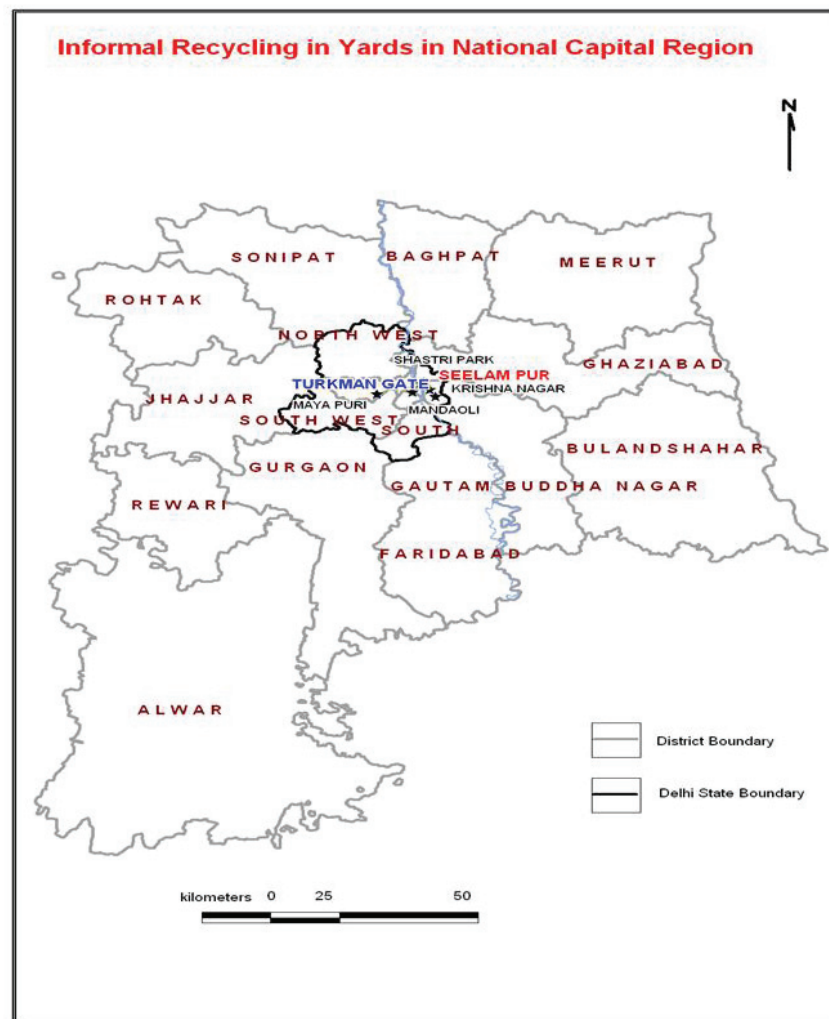 Informal Recycling in Yards in National Capital Region
N
SONIPAT
BAGHPAT
MEERUT
ROHTAK
NORTH WEST
SHASTRI PARK
GHAZIABAD
SEELAM PUR
TURKMAN GATE
KRISHNA NAGAR
JHAJJAR
MAYA PURI
MANDAOLI
SOUTH WEST
SOUTH
BULANDSHAHAR
GURGAON
GAUTAM BUDDHA NAGAR
REWARI
FARIDABAD
ALWAR
District Boundary
Delhi State Boundary
kilometers 0 25 50